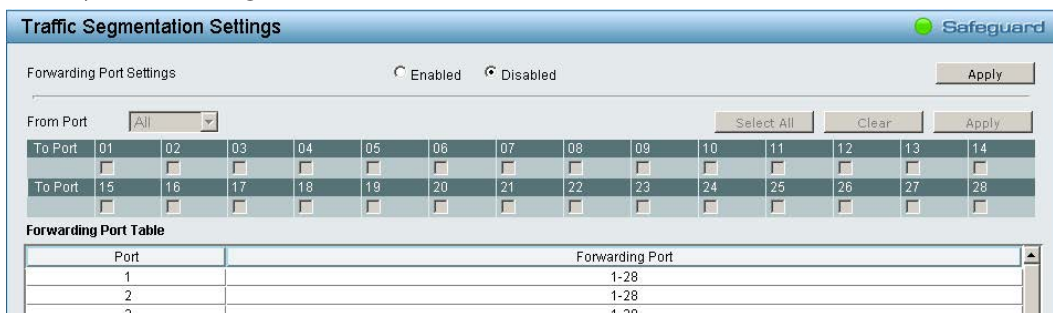 Traffic Segmentation Settings Safeguard
Forwarding Port Settings Enabled Disabled Apply
From Port All Select All Clear Apply
To Port 01 02 03 04 05 06 07 08 09 10 11 12 13 14
To Port 15 16 17 18 19 20 21 22 23 24 25 26 27 28
Forwarding Port Table
Port Forwarding Port
1 1-28
2 1-28